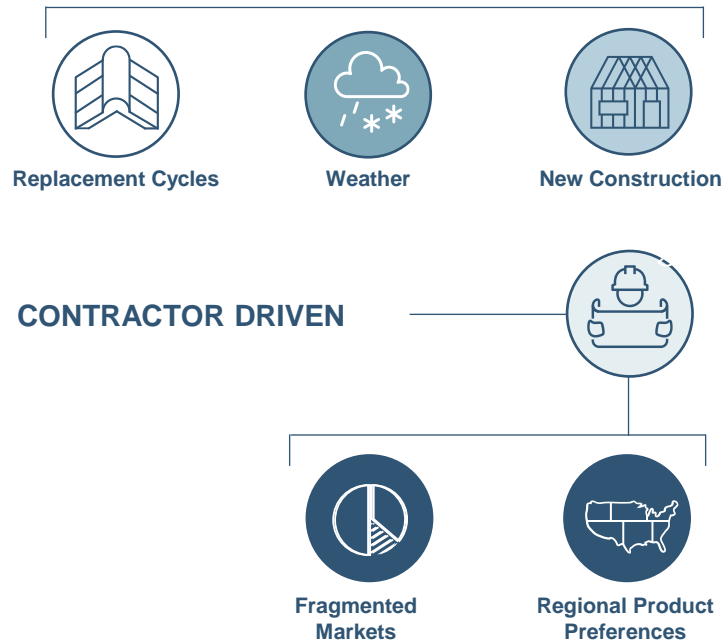 Replacement Cycles
Weather
New Construction
CONTRACTOR DRIVEN
Fragmented
Markets
Regional Product
Preferences